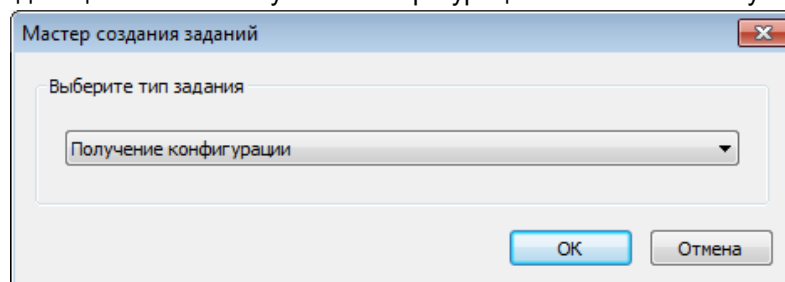 Мастер создания заданий
Выберите тип задания
Получение конфигурации
ОК
Отмена